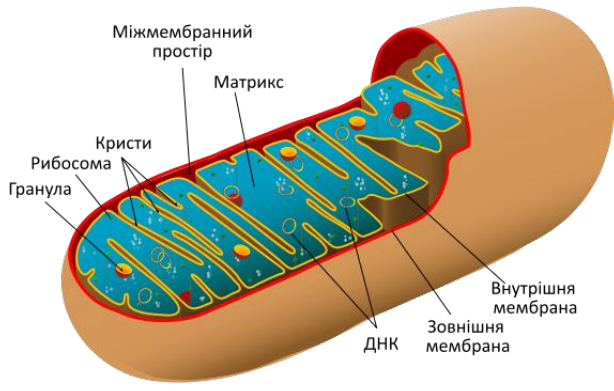 Міжмембранний
простір
Матрикс
Кристи
Рибосома
Гранула
Внутрішня
мембрана
Зовнішня
мембрана
ДНК